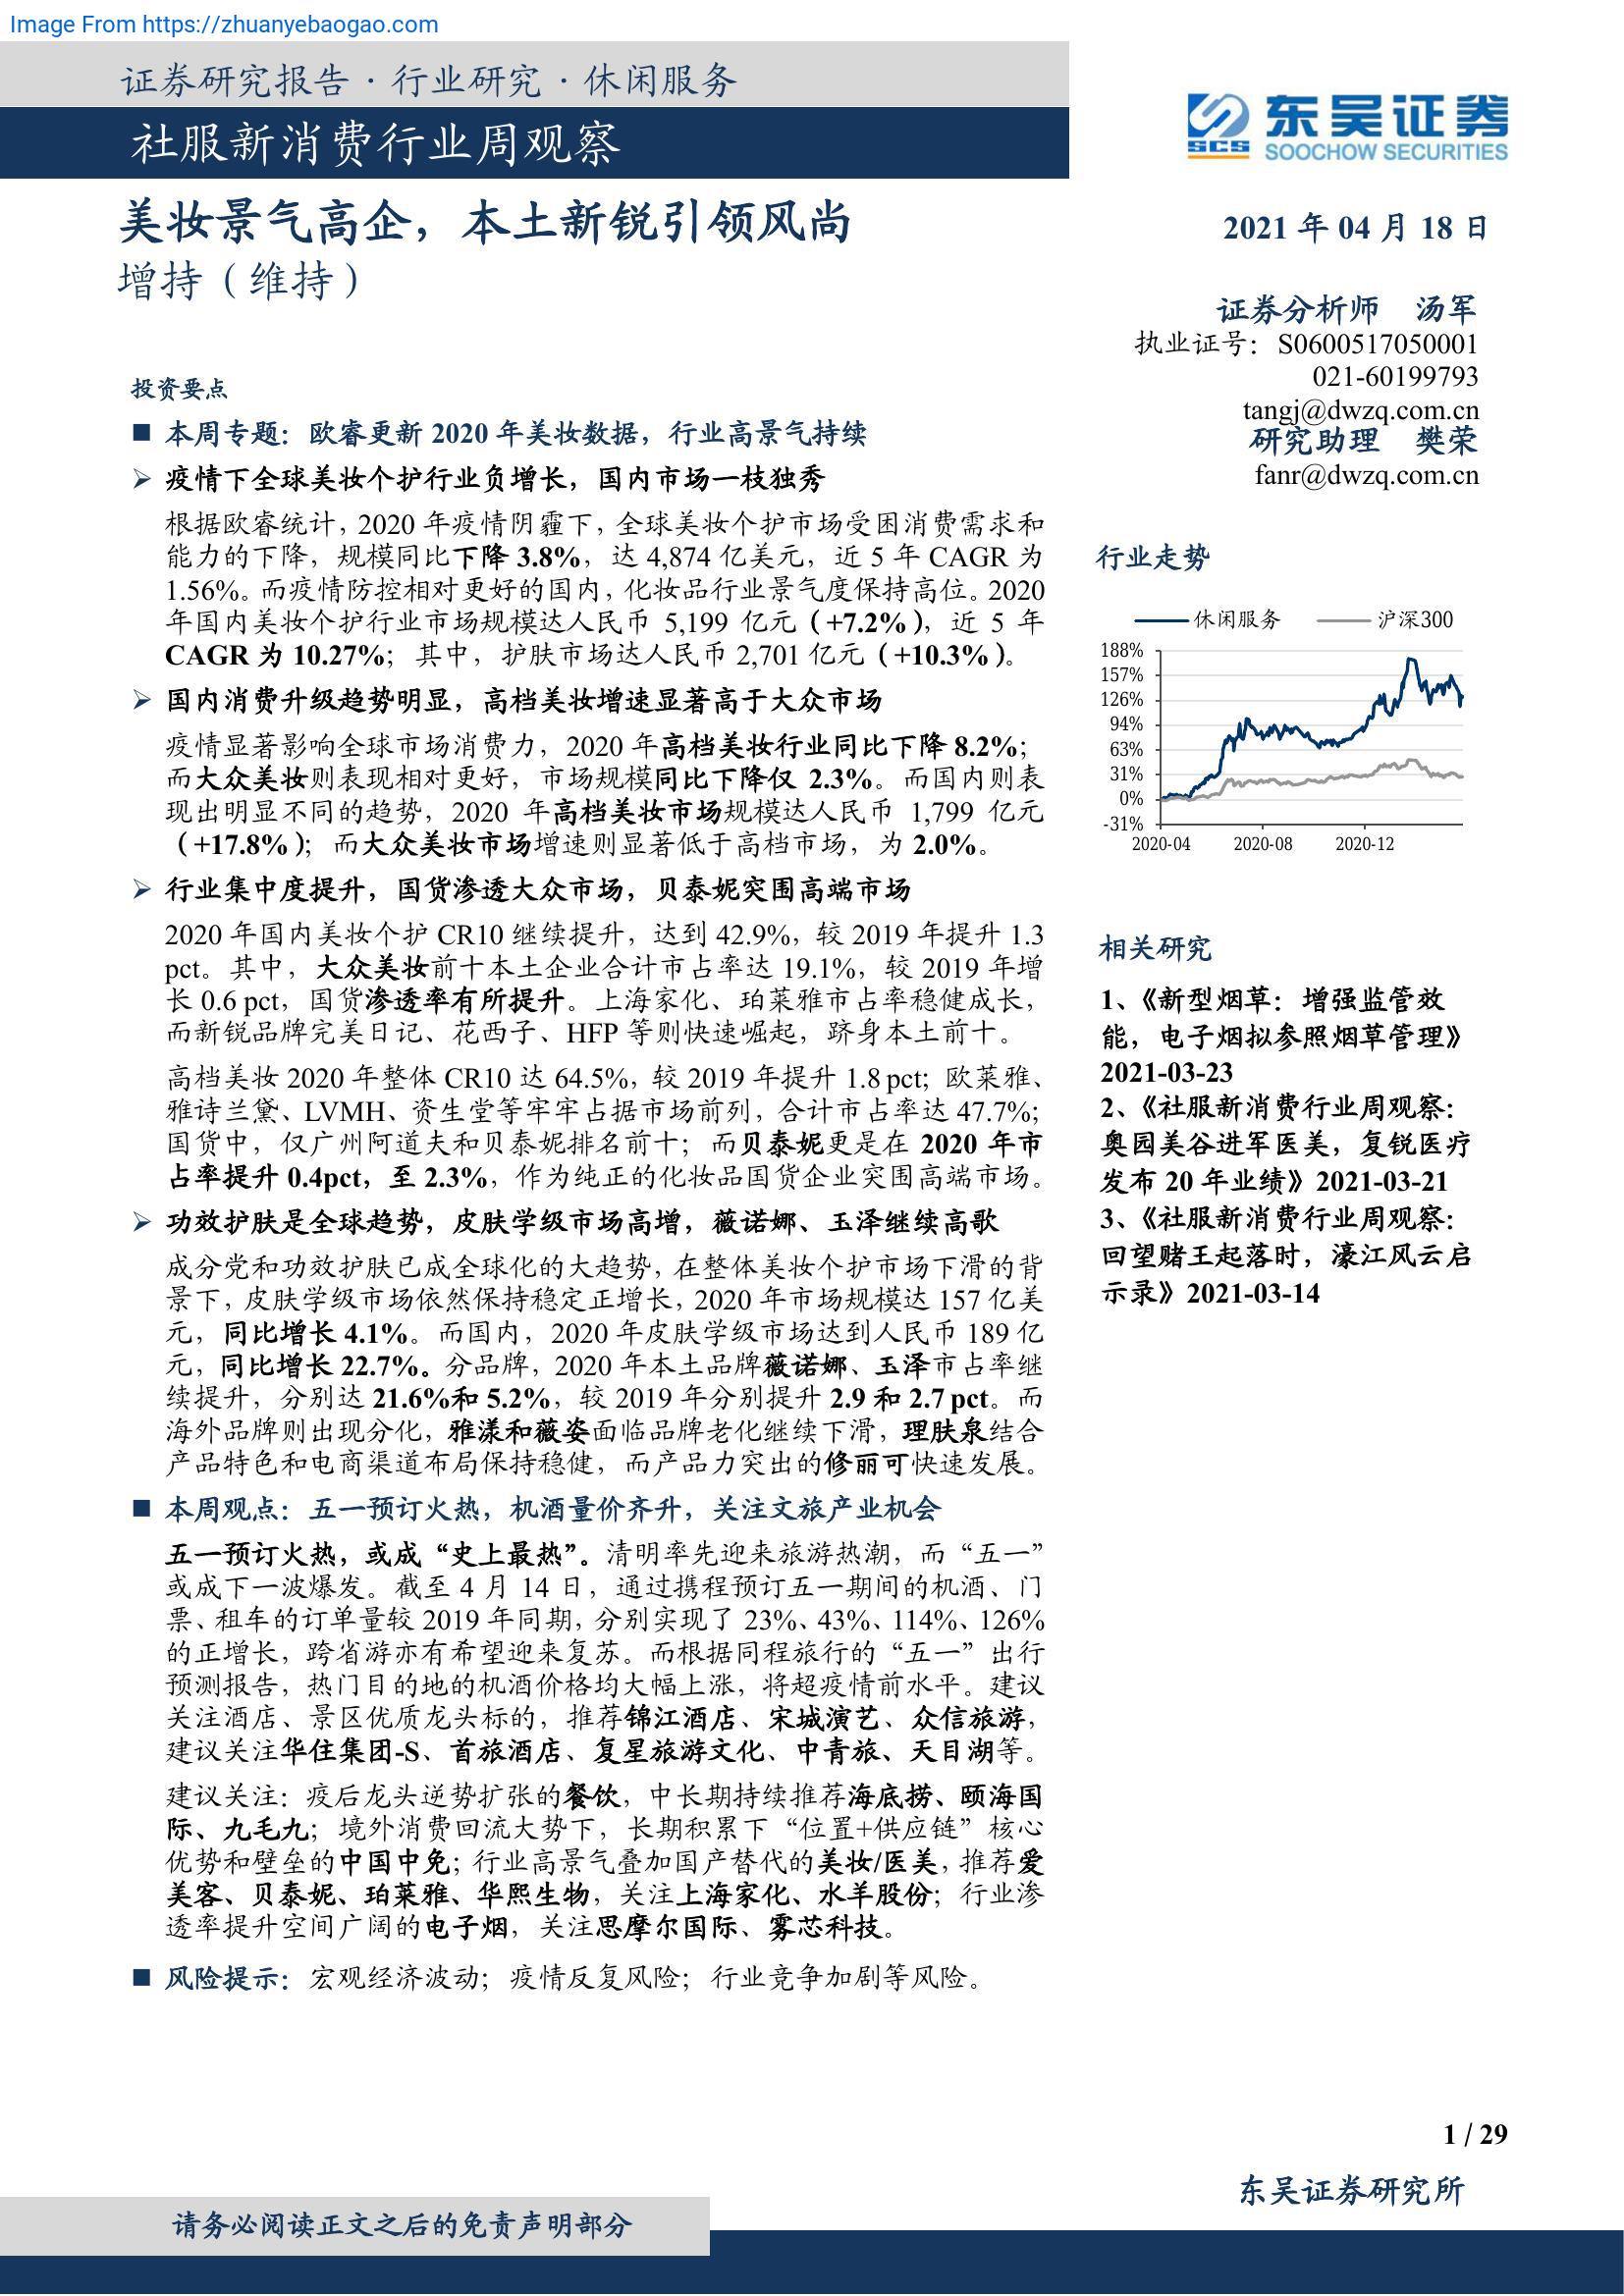 Image From https://zhuanyebaogao.com
证券研究报告·行业研究·休闲服务
社服新消费行业周观察
东吴证券
SCS
SOOCHOW SECURITIES
美妆景气高企，本土新锐引领风尚
增持（维持）
2021 年 04 月 18 日
证券分析师 汤军
执业证号：S0600517050001
021-60199793
tangj@dwzq.com.cn
研究助理 樊荣
fanr@dwzq.com.cn
投资要点
■ 本周专题：欧睿更新 2020 年美妆数据，行业高景气持续
➢ 疫情下全球美妆个护行业负增长，国内市场一枝独秀
根据欧睿统计，2020 年疫情阴霾下，全球美妆个护市场受困消费需求和
能力的下降，规模同比下降 3.8%，达 4,874 亿美元，近 5 年 CAGR 为
1.56%。而疫情防控相对更好的国内，化妆品行业景气度保持高位。2020
年国内美妆个护行业市场规模达人民币 5,199 亿元（+7.2%），近 5 年
CAGR 为 10.27%；其中，护肤市场达人民币 2,701 亿元（+10.3%）。
➢ 国内消费升级趋势明显，高档美妆增速显著高于大众市场
疫情显著影响全球市场消费力，2020 年高档美妆行业同比下降 8.2%；
而大众美妆则表现相对更好，市场规模同比下降仅 2.3%。而国内则表
现出明显不同的趋势，2020 年高档美妆市场规模达人民币 1,799 亿元
（+17.8%）；而大众美妆市场增速则显著低于高档市场，为 2.0%。
➢ 行业集中度提升，国货渗透大众市场，贝泰妮突围高端市场
2020 年国内美妆个护 CR10 继续提升，达到 42.9%，较 2019 年提升 1.3
pct。其中，大众美妆前十本土企业合计市占率达 19.1%，较 2019 年增
长 0.6 pct，国货渗透率有所提升。上海家化、珀莱雅市占率稳健成长，
而新锐品牌完美日记、花西子、HFP 等则快速崛起，跻身本土前十。
高档美妆 2020 年整体 CR10 达 64.5%，较 2019 年提升 1.8 pct；欧莱雅、
雅诗兰黛、LVMH、资生堂等牢牢占据市场前列，合计市占率达 47.7%；
国货中，仅广州阿道夫和贝泰妮排名前十；而贝泰妮更是在 2020 年市
占率提升 0.4pct，至 2.3%，作为纯正的化妆品国货企业突围高端市场。
➢ 功效护肤是全球趋势，皮肤学级市场高增，薇诺娜、玉泽继续高歌
成分党和功效护肤已成全球化的大趋势，在整体美妆个护市场下滑的背
景下，皮肤学级市场依然保持稳定正增长，2020 年市场规模达 157 亿美
元，同比增长 4.1%。而国内，2020 年皮肤学级市场达到人民币 189 亿
元，同比增长 22.7%。分品牌，2020 年本土品牌薇诺娜、玉泽市占率继
续提升，分别达 21.6%和 5.2%，较 2019 年分别提升 2.9 和 2.7 pct。而
海外品牌则出现分化，雅漾和薇姿面临品牌老化继续下滑，理肤泉结合
产品特色和电商渠道布局保持稳健，而产品力突出的修丽可快速发展。
■ 本周观点：五一预订火热，机酒量价齐升，关注文旅产业机会
五一预订火热，或成“史上最热”。清明率先迎来旅游热潮，而“五一”
或成下一波爆发。截至 4 月 14 日，通过携程预订五一期间的机酒、门
票、租车的订单量较 2019 年同期，分别实现了 23%、43%、114%、126%
的正增长，跨省游亦有希望迎来复苏。而根据同程旅行的“五一”出行
预测报告，热门目的地的机酒价格均大幅上涨，将超疫情前水平。建议
关注酒店、景区优质龙头标的，推荐锦江酒店、宋城演艺、众信旅游，
建议关注华住集团-S、首旅酒店、复星旅游文化、中青旅、天目湖等。
建议关注：疫后龙头逆势扩张的餐饮，中长期持续推荐海底捞、颐海国
际、九毛九；境外消费回流大势下，长期积累下“位置+供应链”核心
优势和壁垒的中国中免；行业高景气叠加国产替代的美妆/医美，推荐爱
美客、贝泰妮、珀莱雅、华熙生物，关注上海家化、水羊股份；行业渗
透率提升空间广阔的电子烟，关注思摩尔国际、雾芯科技。
■ 风险提示：宏观经济波动；疫情反复风险；行业竞争加剧等风险。
行业走势
休闲服务 沪深300
188%
157%
126%
94%
63%
31%
0%
-31%
2020-04 2020-08 2020-12
相关研究
1、《新型烟草：增强监管效
能，电子烟拟参照烟草管理》
2021-03-23
2、《社服新消费行业周观察：
奥园美谷进军医美，复锐医疗
发布 20 年业绩》2021-03-21
3、《社服新消费行业周观察：
回望赌王起落时，濠江风云启
示录》2021-03-14
1 / 29
东吴证券研究所
请务必阅读正文之后的免责声明部分